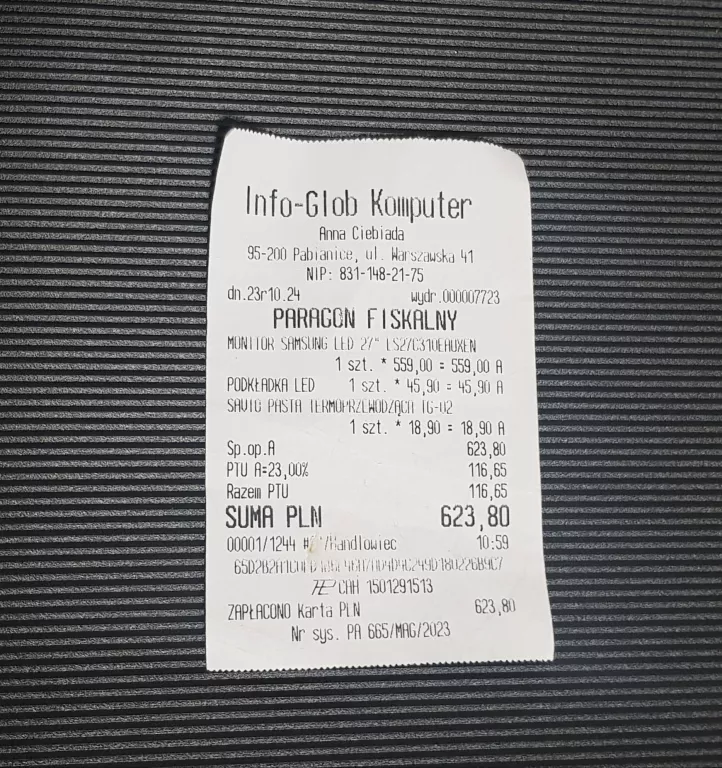 Info-Glob Komputer
Anna Ciebiada
95-200 Pabianice, ul. Warszawska 41
NIP: 831-148-21-75
dn.23r10.24 wydr.000007723
PARAGON FISKALNY
MONITOR SAMSUNG LED 27" LS27C310EAUXEN
1 szt. * 559,00 = 559,00 A
PODKŁADKA LED 1 szt. * 45,90 = 45,90 A
SAVIO PASTA TERMOPRZEWODZĄCA TG-02
1 szt. * 18,90 = 18,90 A
Sp.op.A 623,80
PTU A=23,00% 116,65
Razem PTU 116,65
SUMA PLN 623,80
00001/1244 Handlowiec 10:59
CHH 1501291513
ZAPŁACONO Karta PLN 623,80
Nr sys. PA 665/MAG/2023